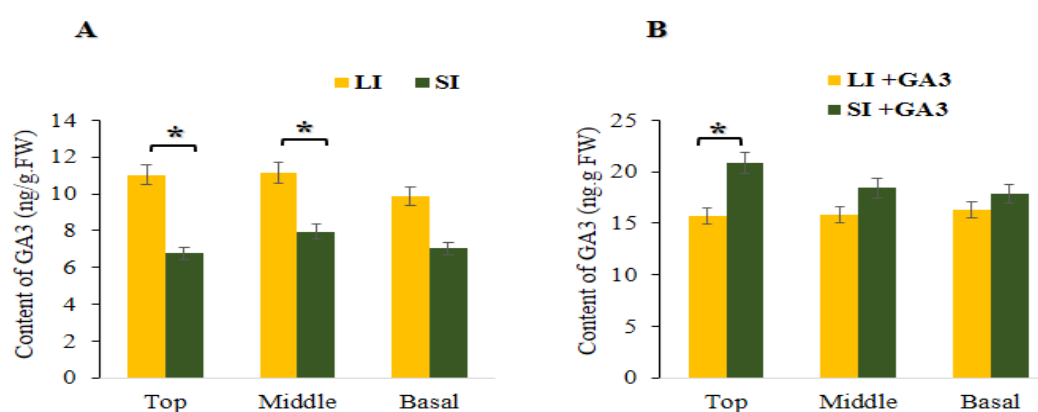 A
LI SI
Content of GA3 (ng/g.FW)
14
12
10
8
6
4
2
0
* *
Top Middle Basal
B
LI +GA3
SI +GA3
Content of GA3 (ng.g FW)
25
20
15
10
5
0
*
Top Middle Basal